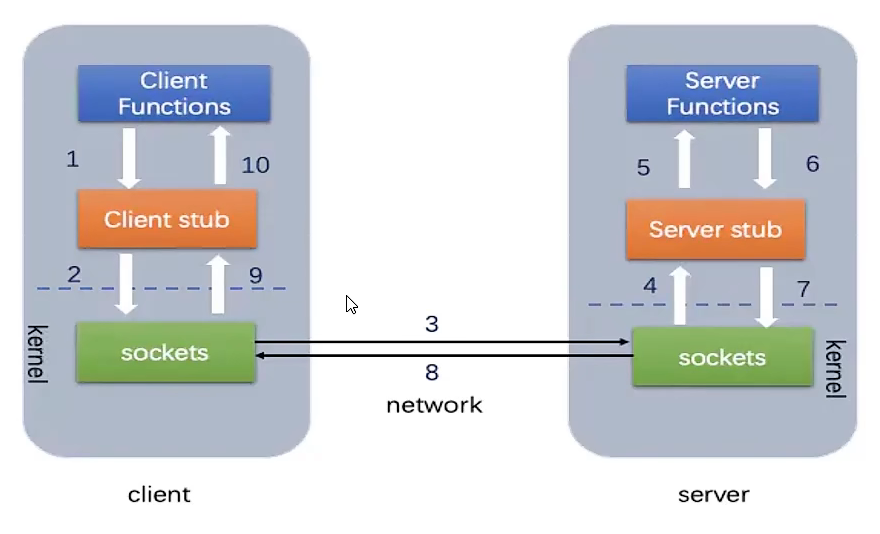 Client
Functions
Server
Functions
1
10
5
6
Client stub
Server stub
2
9
4
7
kernel
sockets
3
8
network
sockets
kernel
client
server